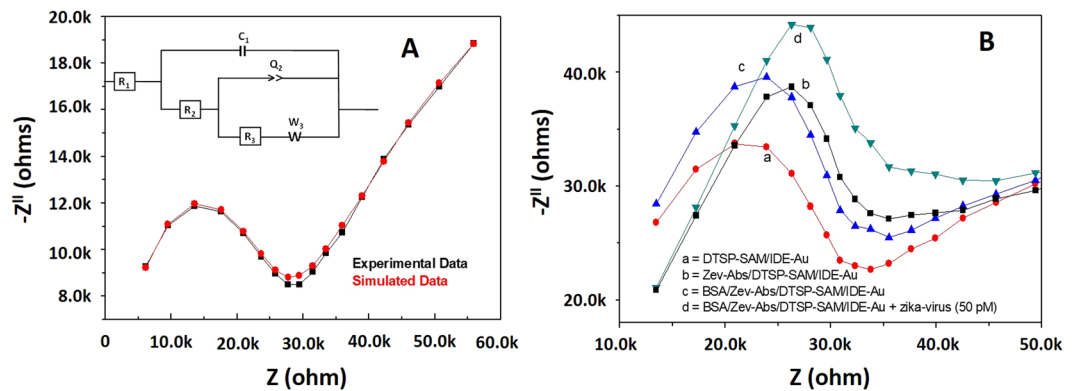 20.0k
18.0k
16.0k
14.0k
12.0k
10.0k
8.0k
-Z^II (ohms)
A
C1
Q2
R1
R2
R3
W3
Experimental Data
Simulated Data
0
10.0k
20.0k
30.0k
40.0k
50.0k
60.0k
Z (ohm)
40.0k
30.0k
20.0k
-Z^II (ohms)
B
d
c
b
a
a = DTSP-SAM/IDE-Au
b = Zev-Abs/DTSP-SAM/IDE-Au
c = BSA/Zev-Abs/DTSP-SAM/IDE-Au
d = BSA/Zev-Abs/DTSP-SAM/IDE-Au + zika-virus (50 pM)
10.0k
20.0k
30.0k
40.0k
50.0k
Z (ohm)